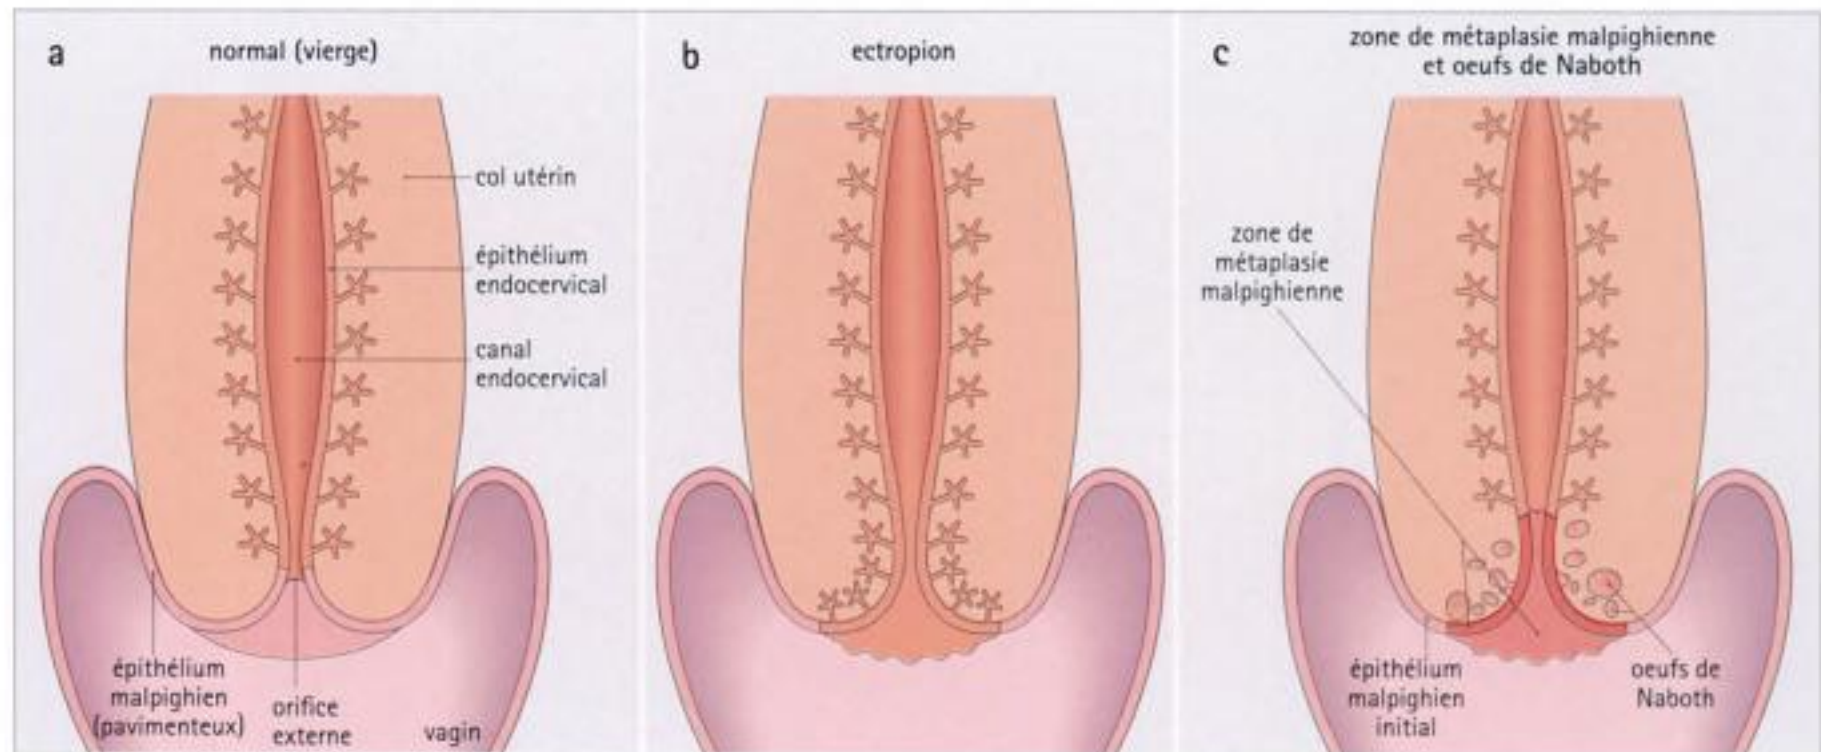 a
normal (vierge)
col utérin
épithélium
endocervical
canal
endocervical
épithélium
malpighien
(pavimenteux)
orifice
externe
vagin
b
ectropion
c
zone de métaplasie malpighienne
et oeufs de Naboth
zone de
métaplasie
malpighienne
épithélium
malpighien
initial
oeufs de
Naboth